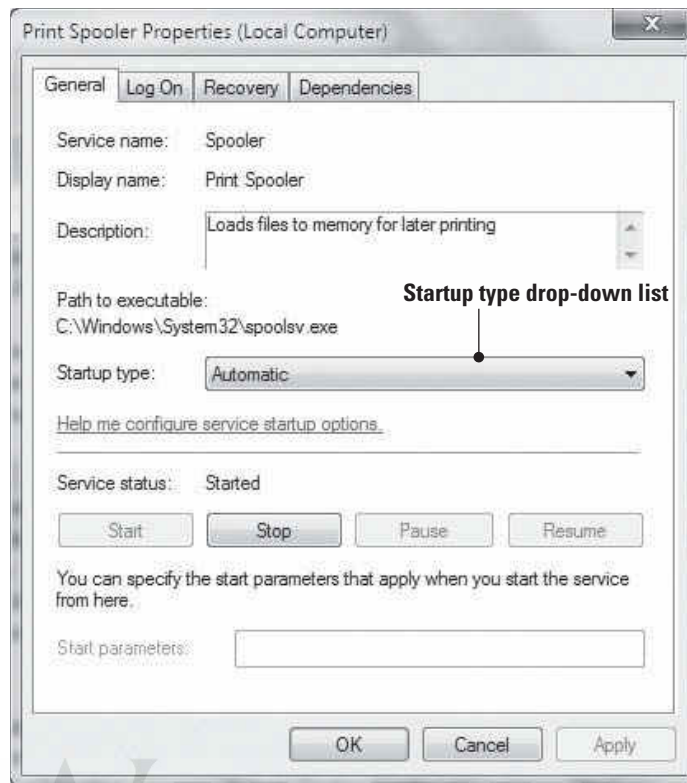 Print Spooler Properties (Local Computer)
General Log On Recovery Dependencies
Service name: Spooler
Display name: Print Spooler
Description: Loads files to memory for later printing
Path to executable:
C:\Windows\System32\spoolsv.exe
Startup type drop-down list
Startup type: Automatic
Help me configure service startup options.
Service status: Started
Start Stop Pause Resume
You can specify the start parameters that apply when you start the service
from here.
Start parameters:
OK Cancel Apply